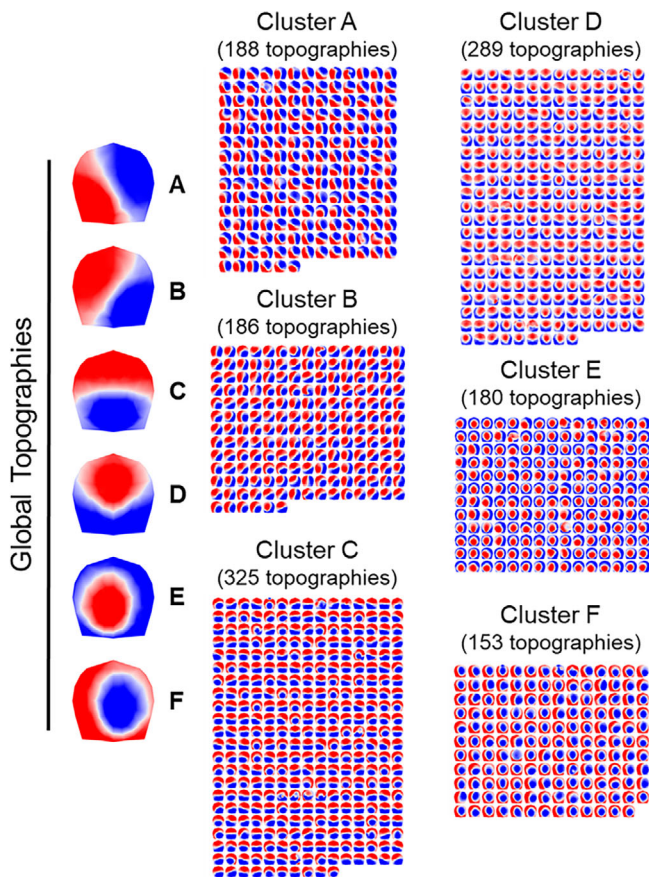 Global Topographies
A
B
C
D
E
F
Cluster A
(188 topographies)
Cluster B
(186 topographies)
Cluster C
(325 topographies)
Cluster D
(289 topographies)
Cluster E
(180 topographies)
Cluster F
(153 topographies)